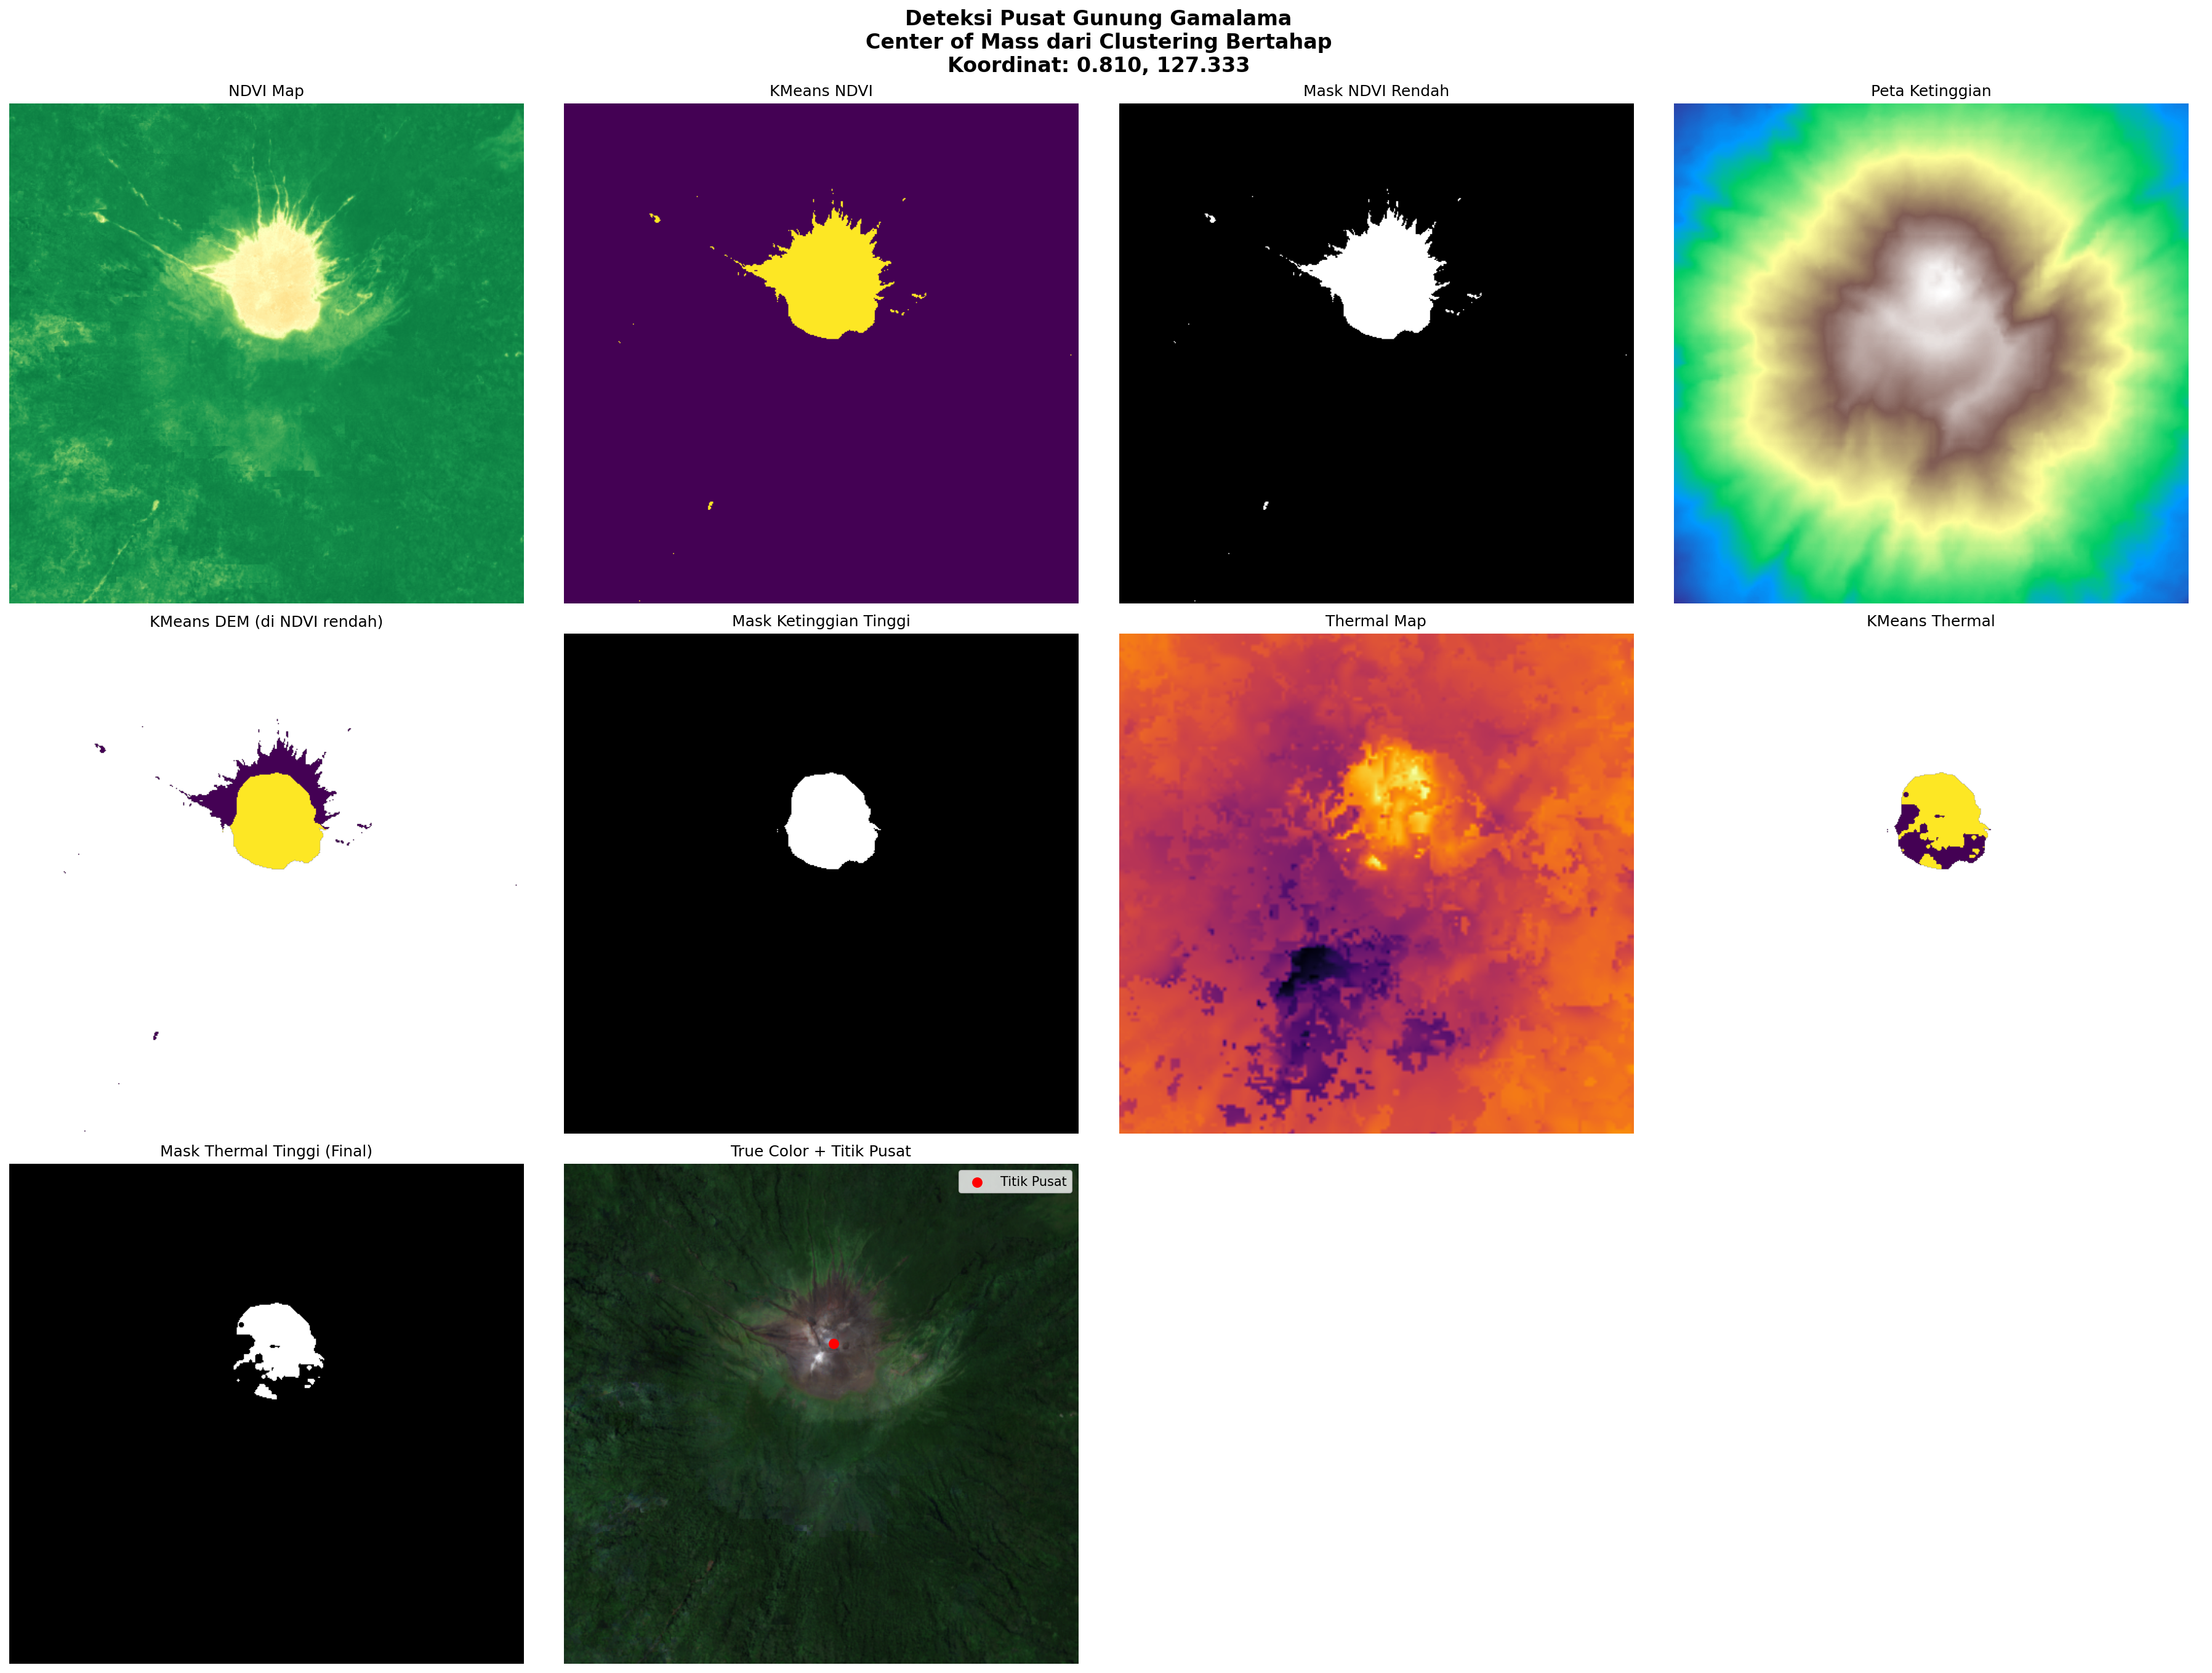 Deteksi Pusat Gunung Gamalama
Center of Mass dari Clustering Bertahap
Koordinat: 0.810, 127.333
NDVI Map
KMeans NDVI
Mask NDVI Rendah
Peta Ketinggian
KMeans DEM (di NDVI rendah)
Mask Ketinggian Tinggi
Thermal Map
KMeans Thermal
Mask Thermal Tinggi (Final)
True Color + Titik Pusat
Titik Pusat